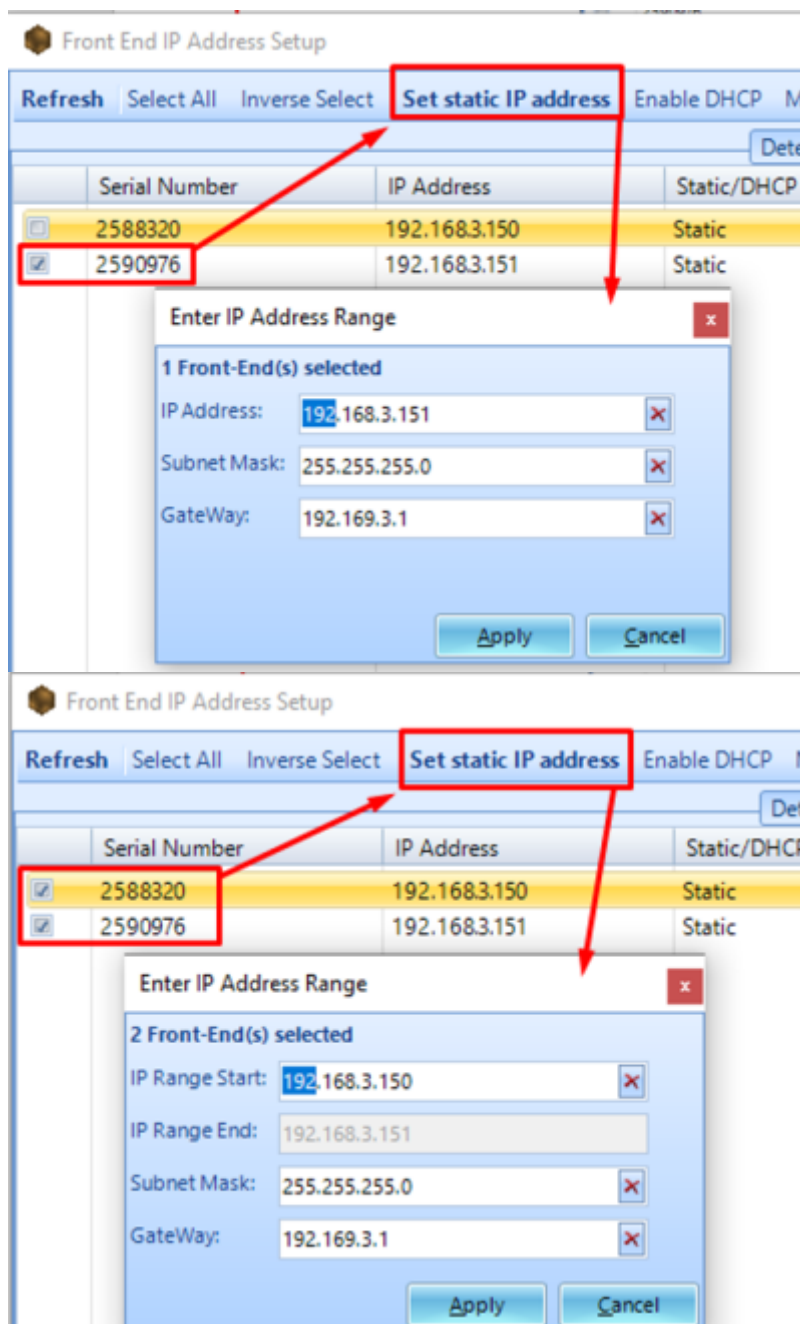 Front End IP Address Setup
Refresh Select All Inverse Select Set static IP address Enable DHCP
Serial Number IP Address Static/DHCP
2588320 192.168.3.150 Static
2590976 192.168.3.151 Static
Enter IP Address Range
1 Front-End(s) selected
IP Address: 192.168.3.151
Subnet Mask: 255.255.255.0
GateWay: 192.169.3.1
Apply Cancel
Front End IP Address Setup
Refresh Select All Inverse Select Set static IP address Enable DHCP
Serial Number IP Address Static/DHCP
2588320 192.168.3.150 Static
2590976 192.168.3.151 Static
Enter IP Address Range
2 Front-End(s) selected
IP Range Start: 192.168.3.150
IP Range End: 192.168.3.151
Subnet Mask: 255.255.255.0
GateWay: 192.169.3.1
Apply Cancel